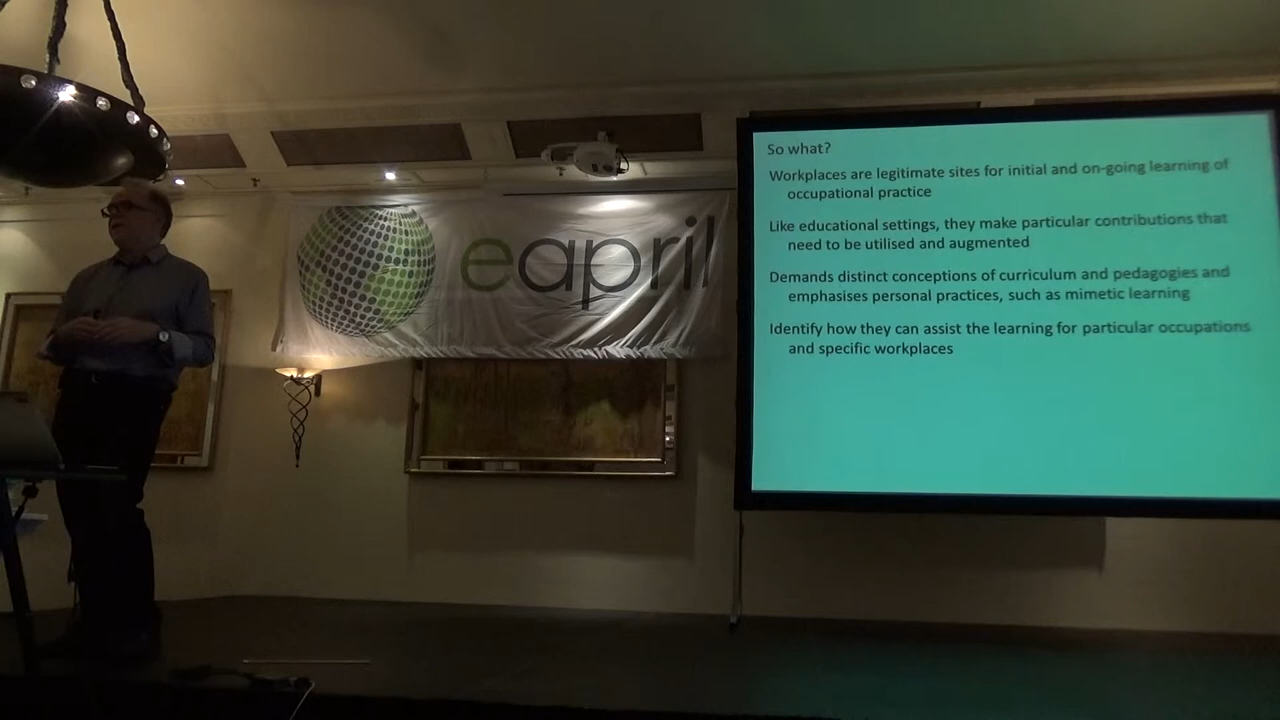 eapril
So what?
Workplaces are legitimate sites for initial and on-going learning of
occupational practice
Like educational settings, they make particular contributions that
need to be utilised and augmented
Demands distinct conceptions of curriculum and pedagogies and
emphasises personal practices, such as mimetic learning
Identify how they can assist the learning for particular occupations
and specific workplaces